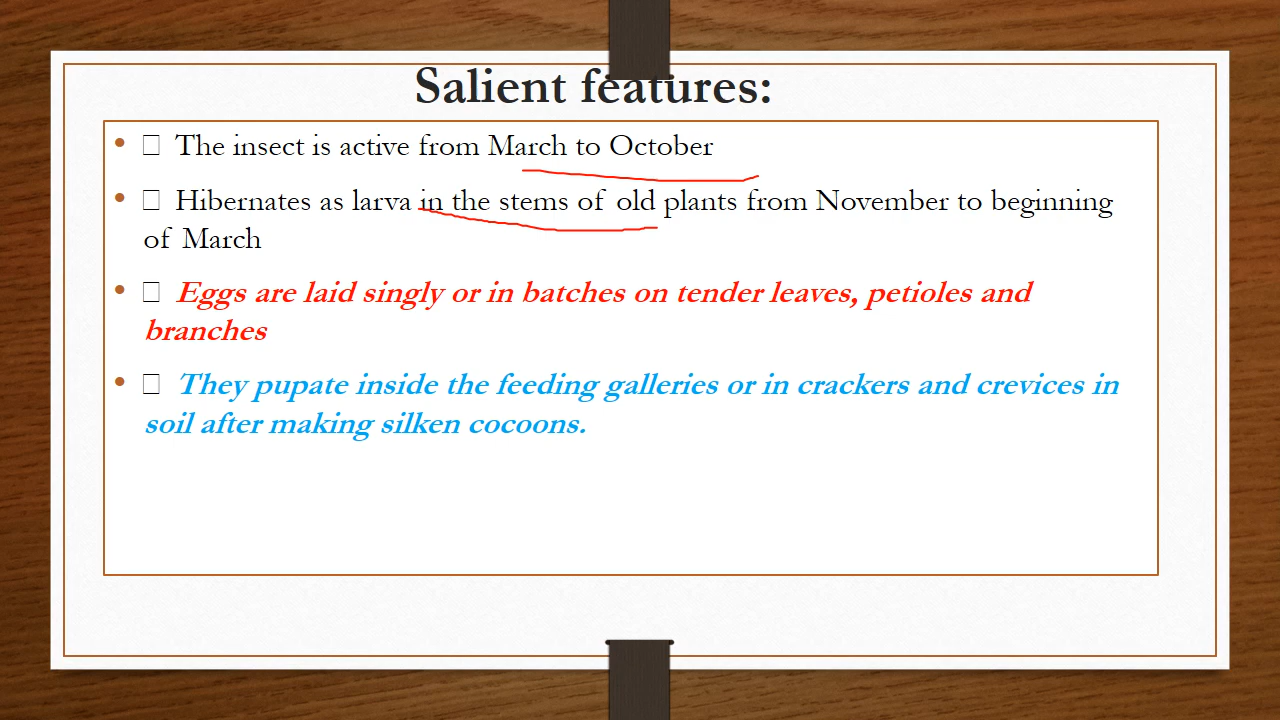 Salient features:
• □ The insect is active from March to October
• □ Hibernates as larva in the stems of old plants from November to beginning
of March
• □ Eggs are laid singly or in batches on tender leaves, petioles and
branches
• □ They pupate inside the feeding galleries or in crackers and crevices in
soil after making silken cocoons.